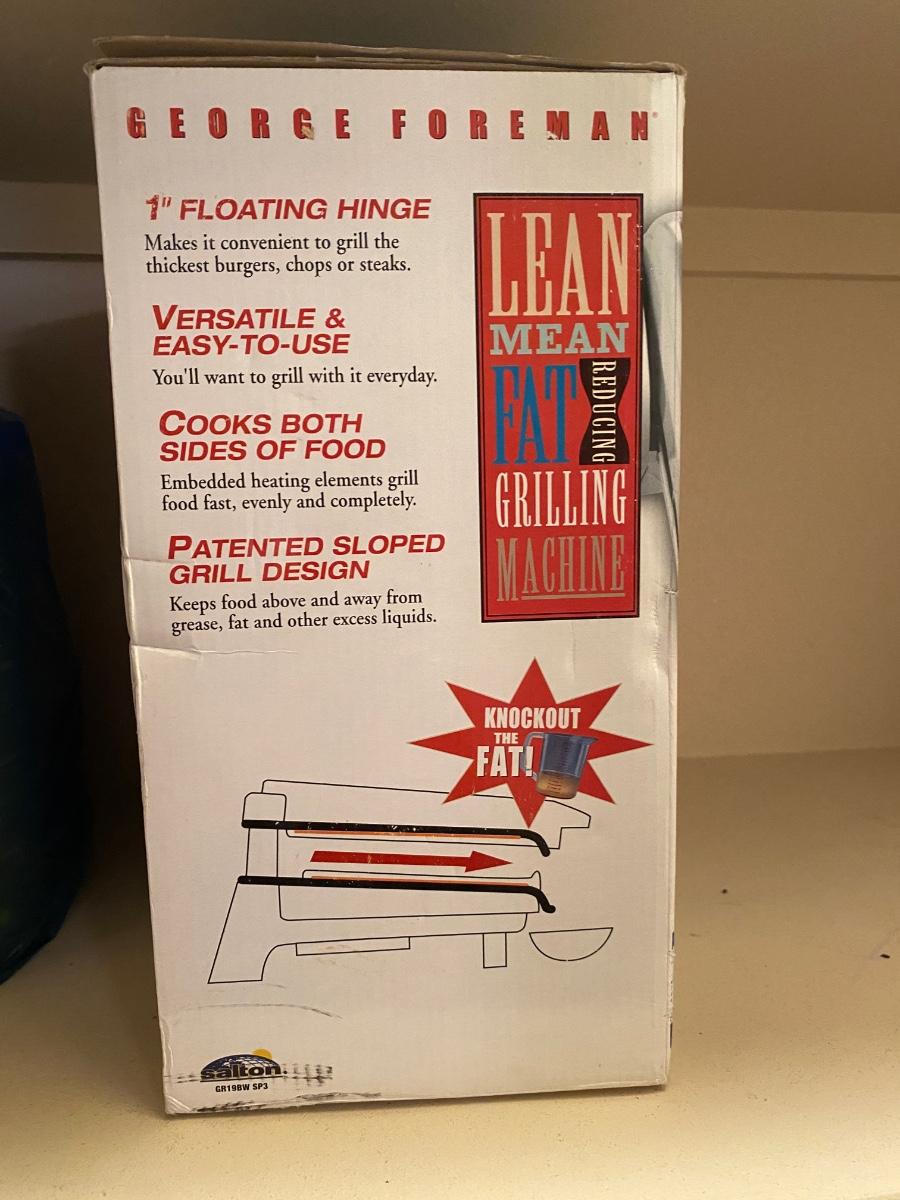 GEORGE FOREMAN®
1" FLOATING HINGE
Makes it convenient to grill the
thickest burgers, chops or steaks.
VERSATILE &
EASY-TO-USE
You'll want to grill with it everyday.
COOKS BOTH
SIDES OF FOOD
Embedded heating elements grill
food fast, evenly and completely.
PATENTED SLOPED
GRILL DESIGN
Keeps food above and away from
grease, fat and other excess liquids.
LEAN
MEAN
FAT
REDUCING
GRILLING
MACHINE
KNOCKOUT
THE
FAT!
salton
GR19BW SP3